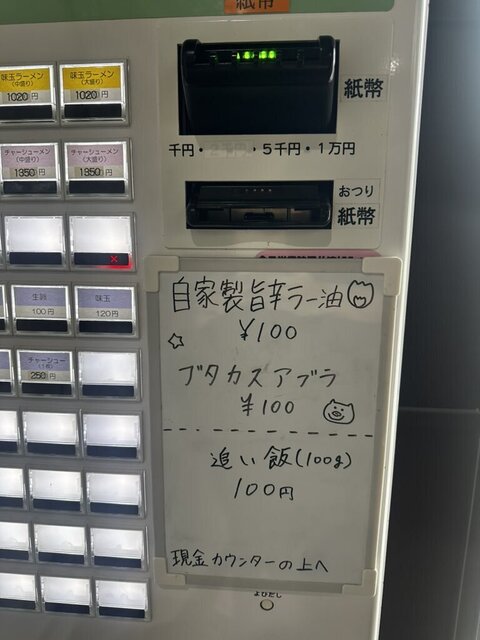 紙幣
味玉ラーメン
(中盛り)
1020円
味玉ラーメン
(大盛り)
1020円
紙幣
千円・ 5千円・1万円
チャーシューメン
(中盛り)
1350円
チャーシューメン
(大盛り)
1350円
おつり
紙幣
100円
味玉
120円
チャーシュー
250円
自家製旨辛ラー油
¥100
☆
ブタカスアブラ
¥100
追い飯(100g)
100円
現金カウンターの上へ
よびだし